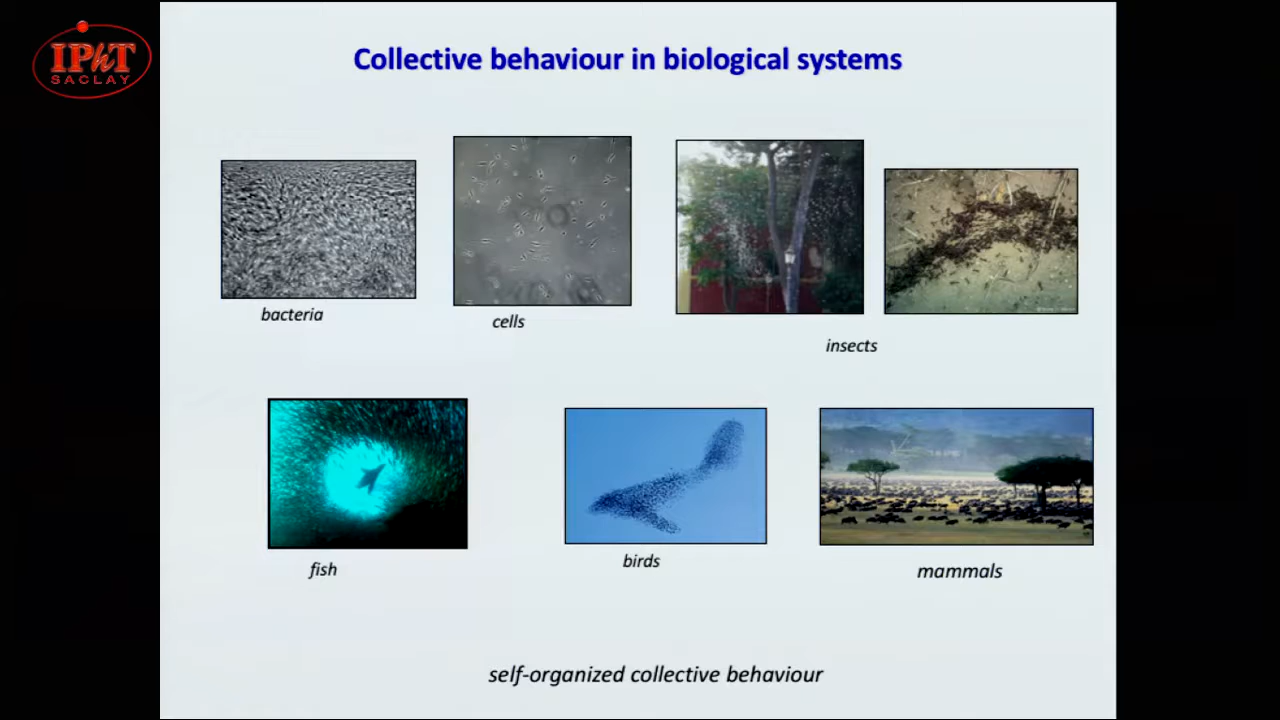 IPhT
SACLAY
Collective behaviour in biological systems
bacteria
cells
insects
fish
birds
mammals
self-organized collective behaviour